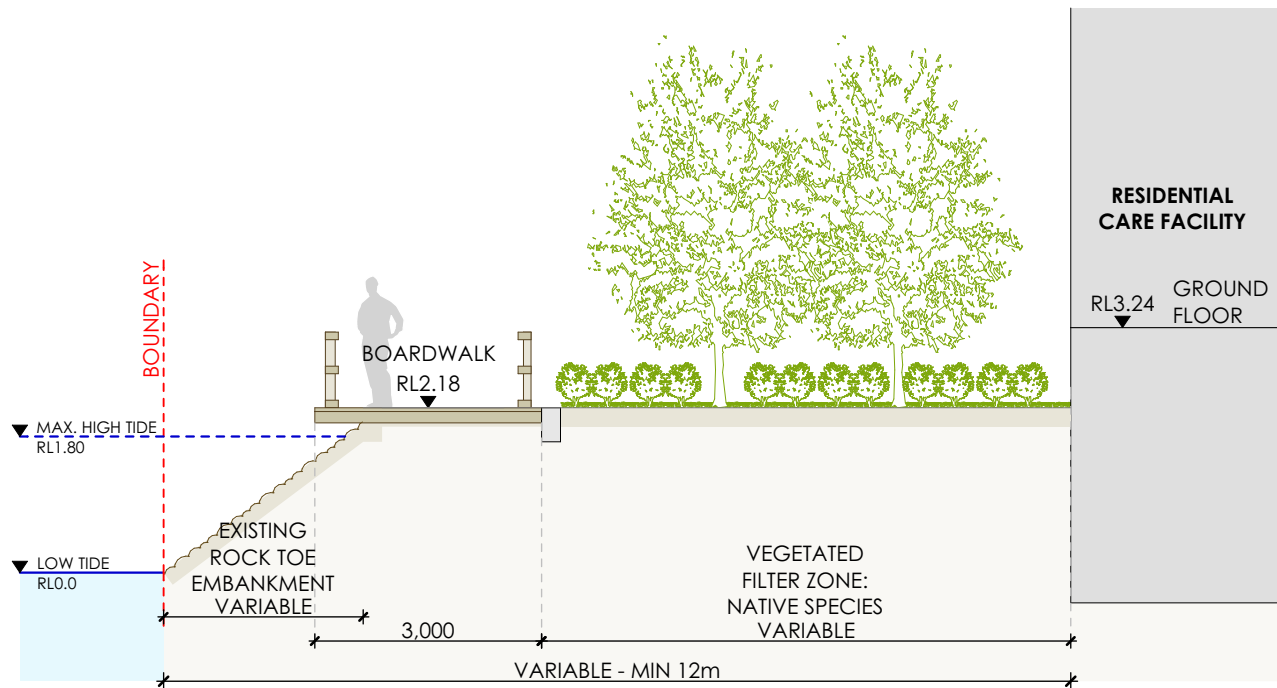 RESIDENTIAL
CARE FACILITY
BOUNDARY
RL3.24
GROUND
FLOOR
BOARDWALK
RL2.18
MAX. HIGH TIDE
RL1.80
LOW TIDE
RL0.0
EXISTING
ROCK TOE
EMBANKMENT
VARIABLE
VEGETATED
FILTER ZONE:
NATIVE SPECIES
VARIABLE
3,000
VARIABLE - MIN 12m